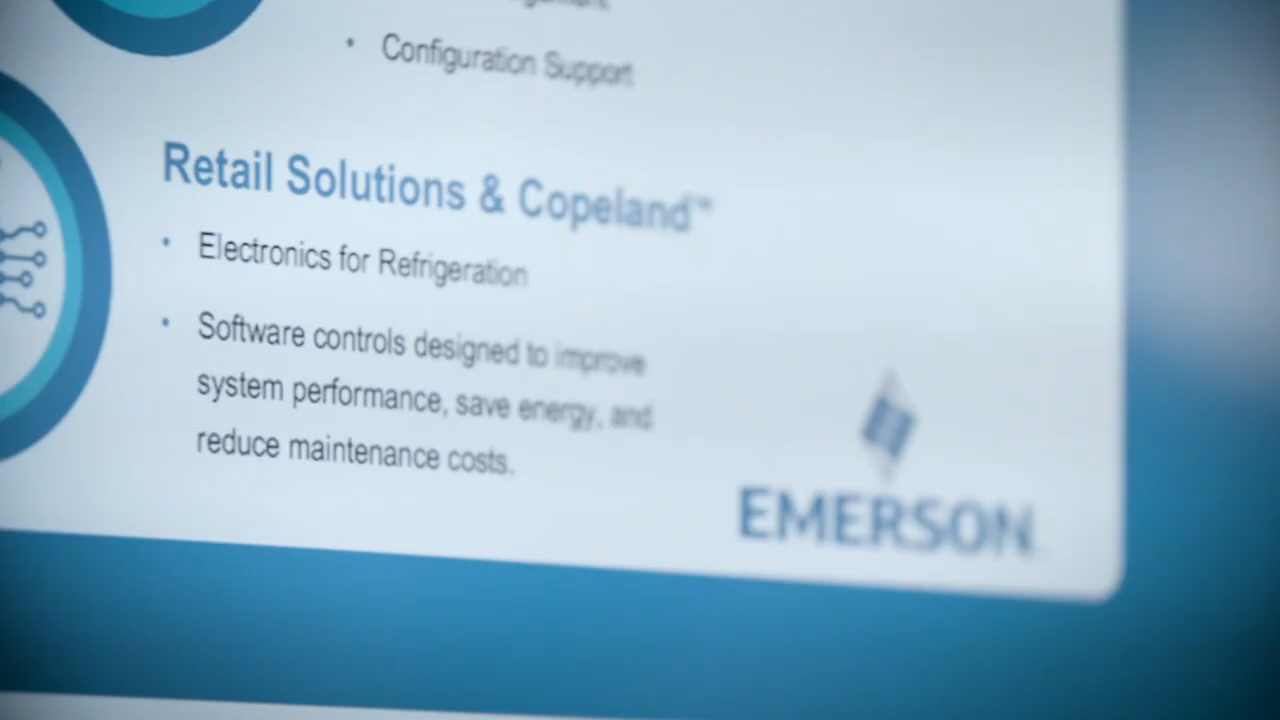 Configuration Support
Retail Solutions & Copeland™
Electronics for Refrigeration
Software controls designed to improve
system performance, save energy, and
reduce maintenance costs.
EMERSON